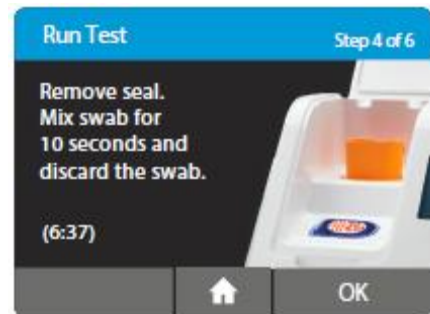 Run Test
Step 4 of 6
Remove seal.
Mix swab for
10 seconds and
discard the swab.
(6:37)
OK